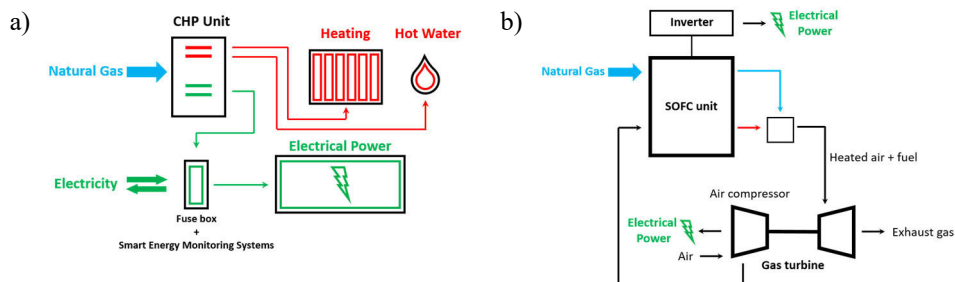 a)
CHP Unit
Heating
Hot Water
Natural Gas
Electrical Power
Electricity
Fuse box
+
Smart Energy Monitoring Systems
b)
Inverter
Electrical
Power
Natural Gas
SOFC unit
Heated air + fuel
Air compressor
Electrical
Power
Exhaust gas
Air
Gas turbine